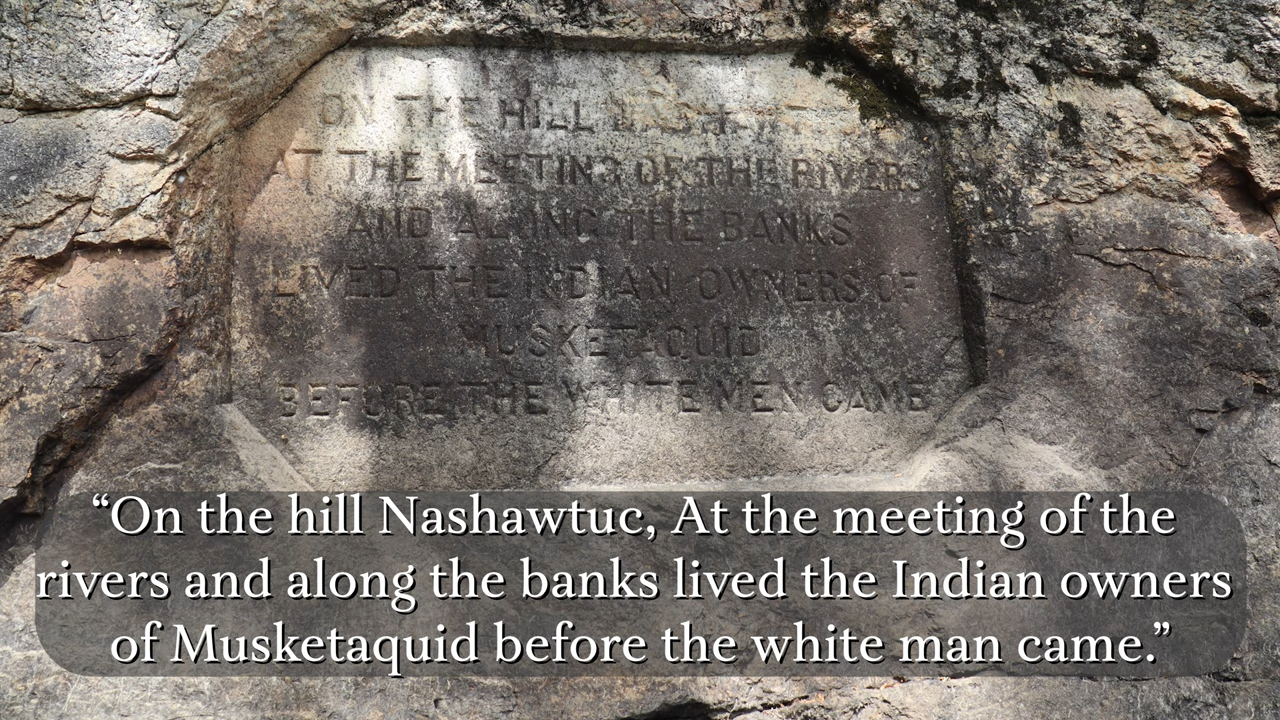 ON THE HILL
AT THE MEETING OF THE RIVERS
AND ALONG THE BANKS
LIVED THE INDIAN OWNERS OF
MUSKETAQUID
BEFORE THE WHITE MEN CAME
“On the hill Nashawtuc, At the meeting of the
rivers and along the banks lived the Indian owners
of Musketaquid before the white man came.”